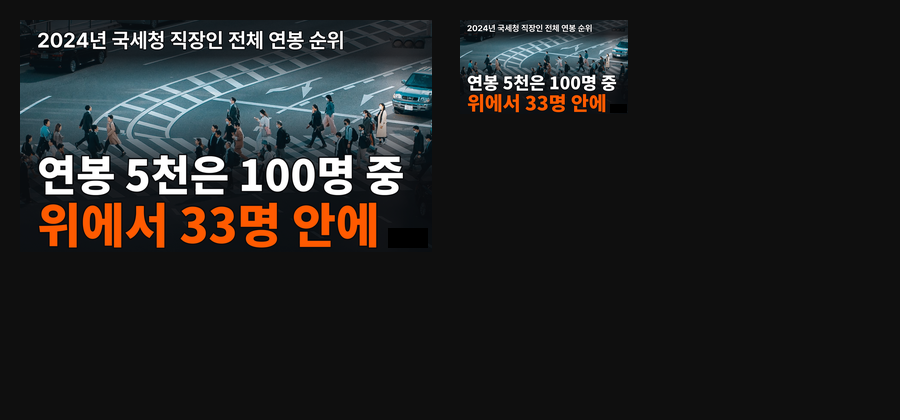 2024년 국세청 직장인 전체 연봉 순위
연봉 5천은 100명 중
위에서 33명 안에
2024년 국세청 직장인 전체 연봉 순위
연봉 5천은 100명 중
위에서 33명 안에